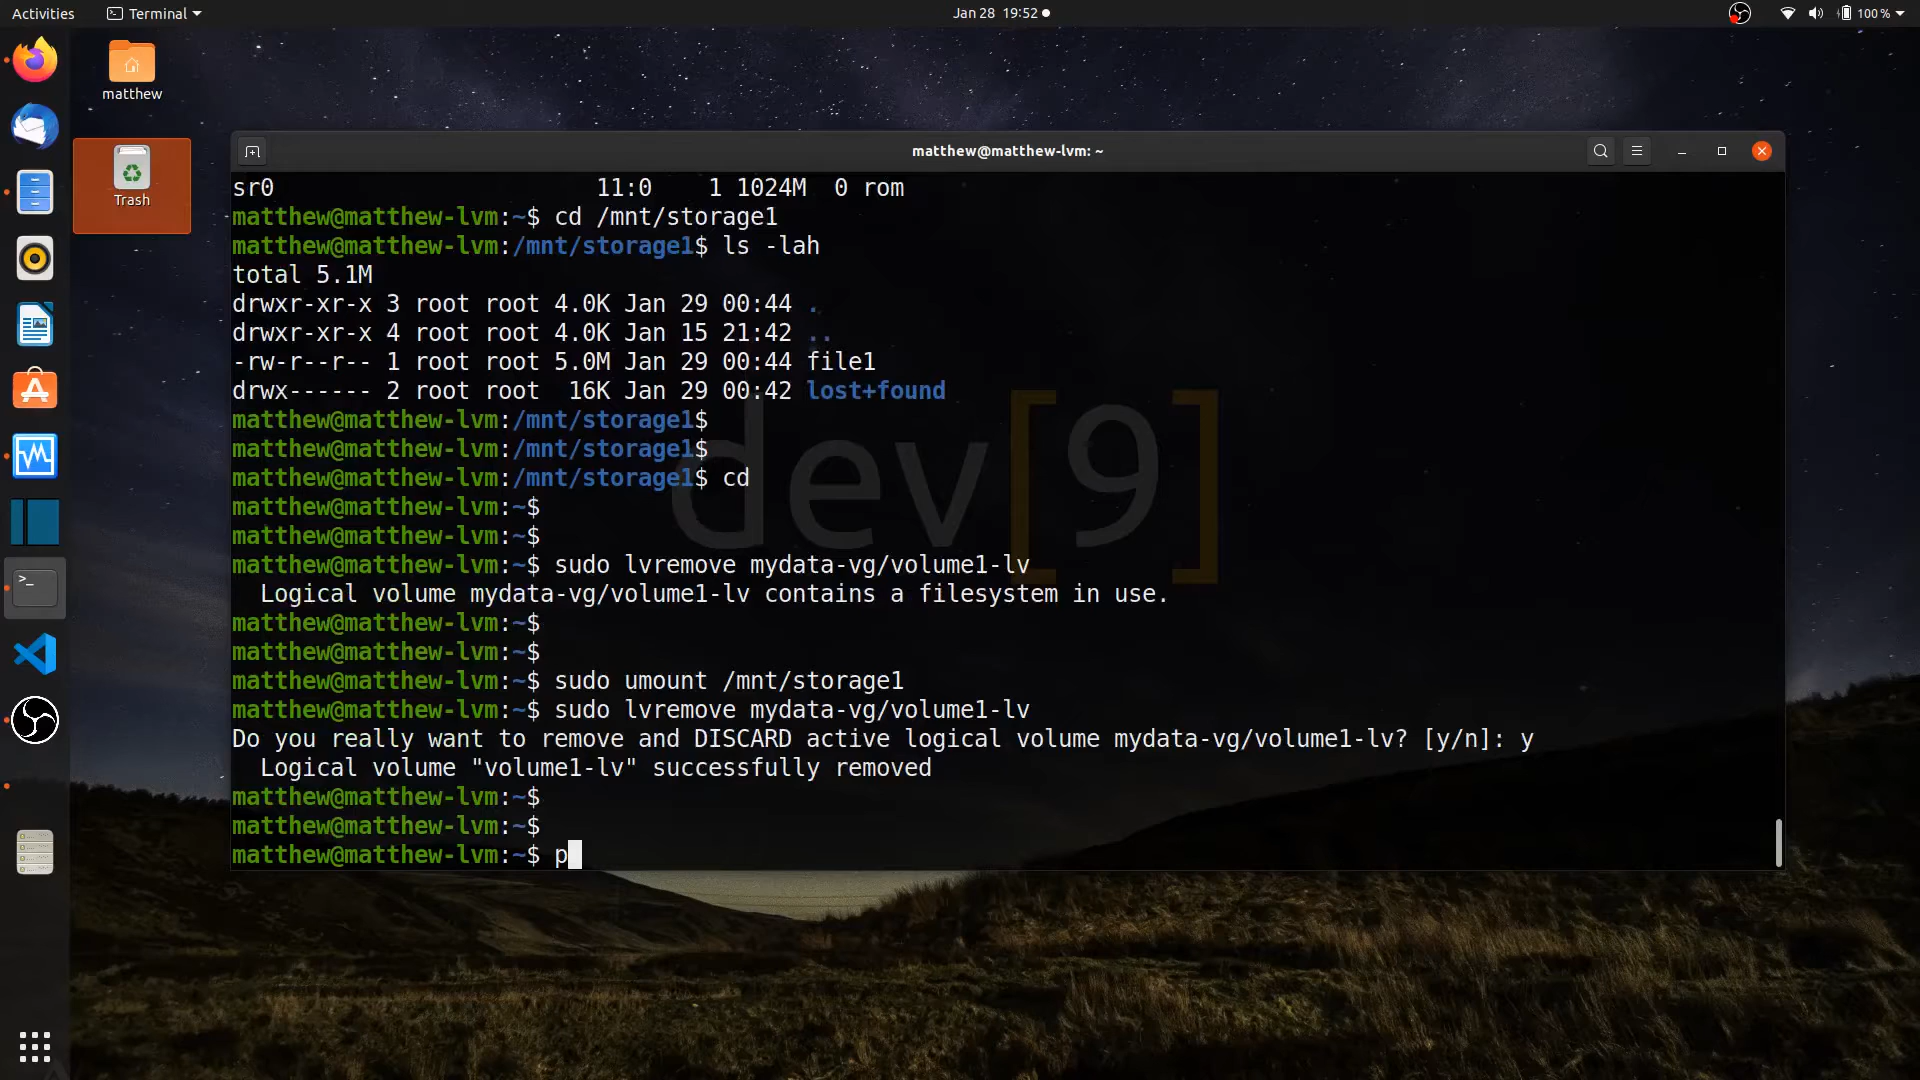 Activities Terminal Jan 28 19:52 100 %
matthew
Trash
matthew@matthew-lvm: ~
sr0 11:0 1 1024M 0 rom
matthew@matthew-lvm:~$ cd /mnt/storage1
matthew@matthew-lvm:/mnt/storage1$ ls -lah
total 5.1M
drwxr-xr-x 3 root root 4.0K Jan 29 00:44 .
drwxr-xr-x 4 root root 4.0K Jan 15 21:42 ..
-rw-r--r-- 1 root root 5.0M Jan 29 00:44 file1
drwx------ 2 root root 16K Jan 29 00:42 lost+found
matthew@matthew-lvm:/mnt/storage1$
matthew@matthew-lvm:/mnt/storage1$
matthew@matthew-lvm:/mnt/storage1$ cd
dev[9]
matthew@matthew-lvm:~$
matthew@matthew-lvm:~$
matthew@matthew-lvm:~$ sudo lvremove mydata-vg/volume1-lv
Logical volume mydata-vg/volume1-lv contains a filesystem in use.
matthew@matthew-lvm:~$
matthew@matthew-lvm:~$
matthew@matthew-lvm:~$ sudo umount /mnt/storage1
matthew@matthew-lvm:~$ sudo lvremove mydata-vg/volume1-lv
Do you really want to remove and DISCARD active logical volume mydata-vg/volume1-lv? [y/n]: y
Logical volume "volume1-lv" successfully removed
matthew@matthew-lvm:~$
matthew@matthew-lvm:~$
matthew@matthew-lvm:~$ p